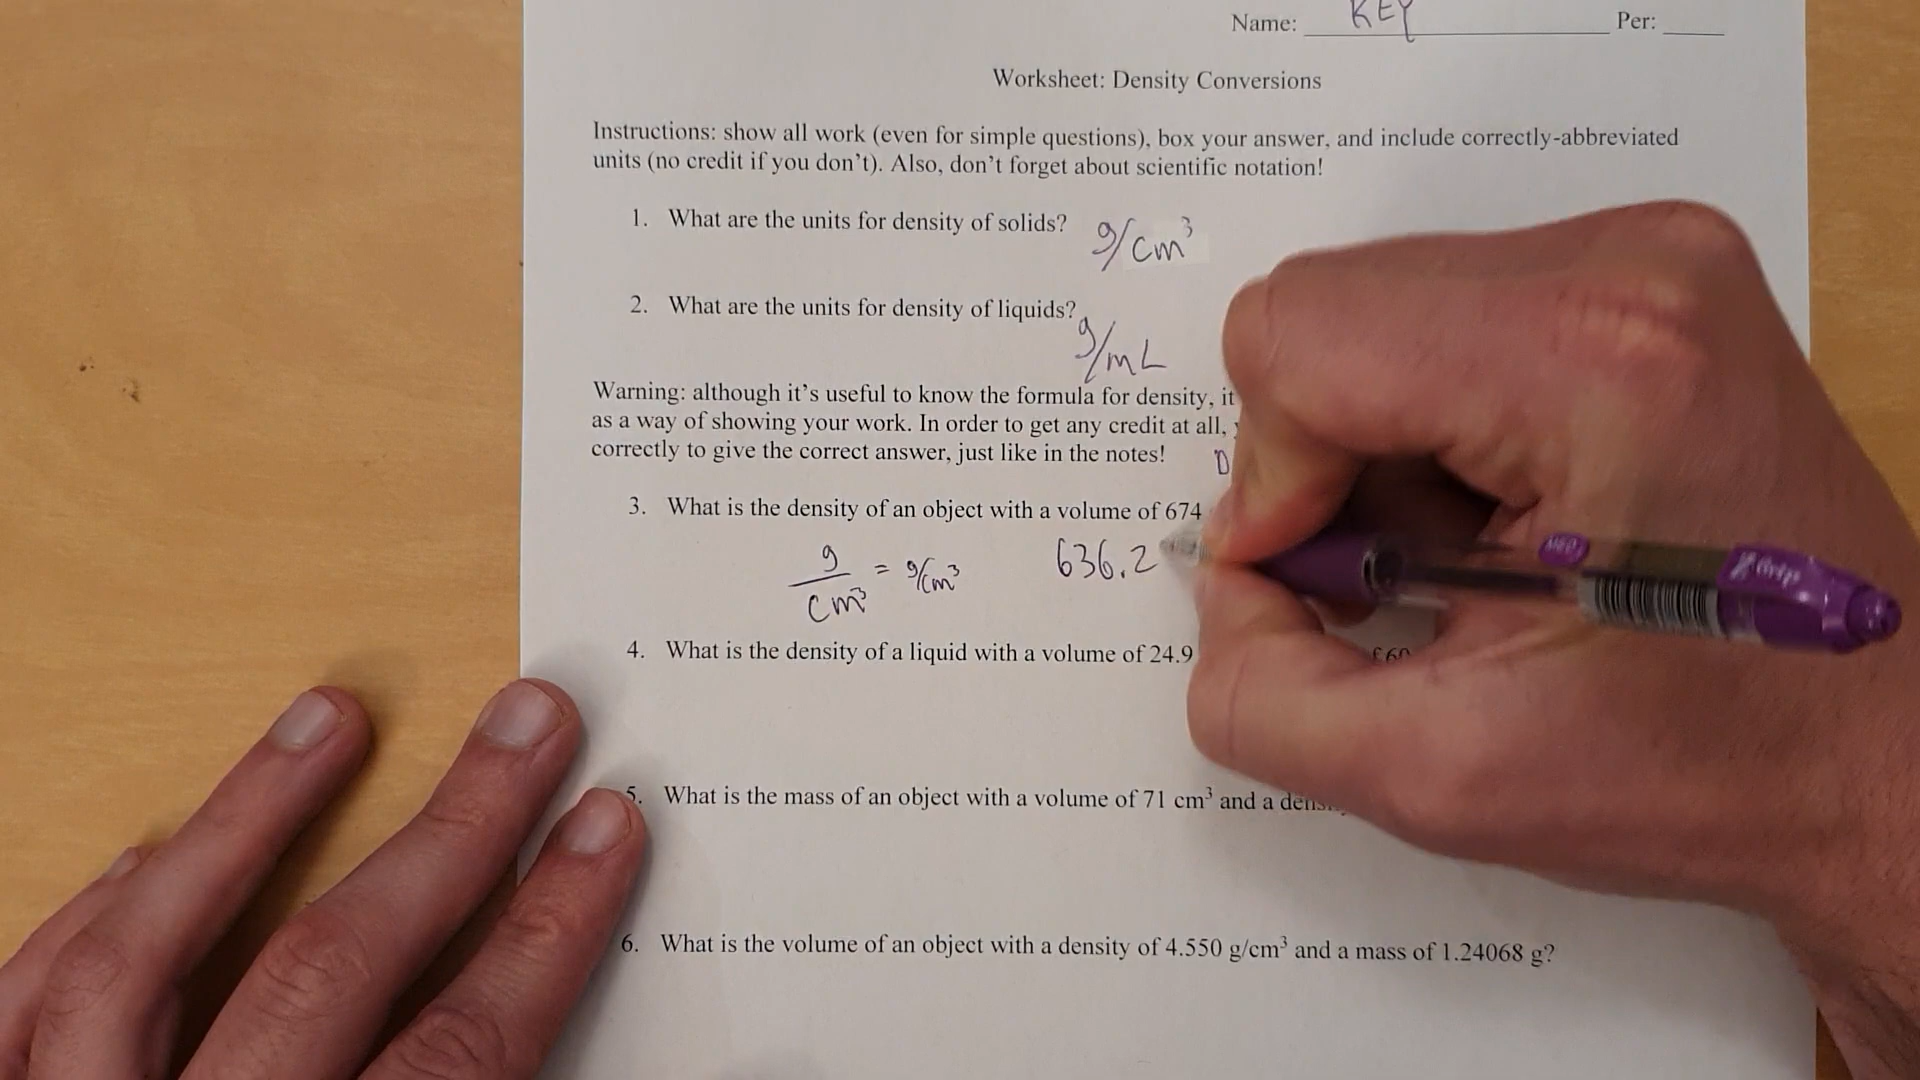 Name: KEY Per:
Worksheet: Density Conversions
Instructions: show all work (even for simple questions), box your answer, and include correctly-abbreviated
units (no credit if you don't). Also, don't forget about scientific notation!
1. What are the units for density of solids? g/cm³
2. What are the units for density of liquids? g/mL
Warning: although it's useful to know the formula for density, it
as a way of showing your work. In order to get any credit at all,
correctly to give the correct answer, just like in the notes! D
3. What is the density of an object with a volume of 674
g/cm³ = g/cm³ 636.2
4. What is the density of a liquid with a volume of 24.9
5. What is the mass of an object with a volume of 71 cm³ and a
6. What is the volume of an object with a density of 4.550 g/cm³ and a mass of 1.24068 g?
Z Grip